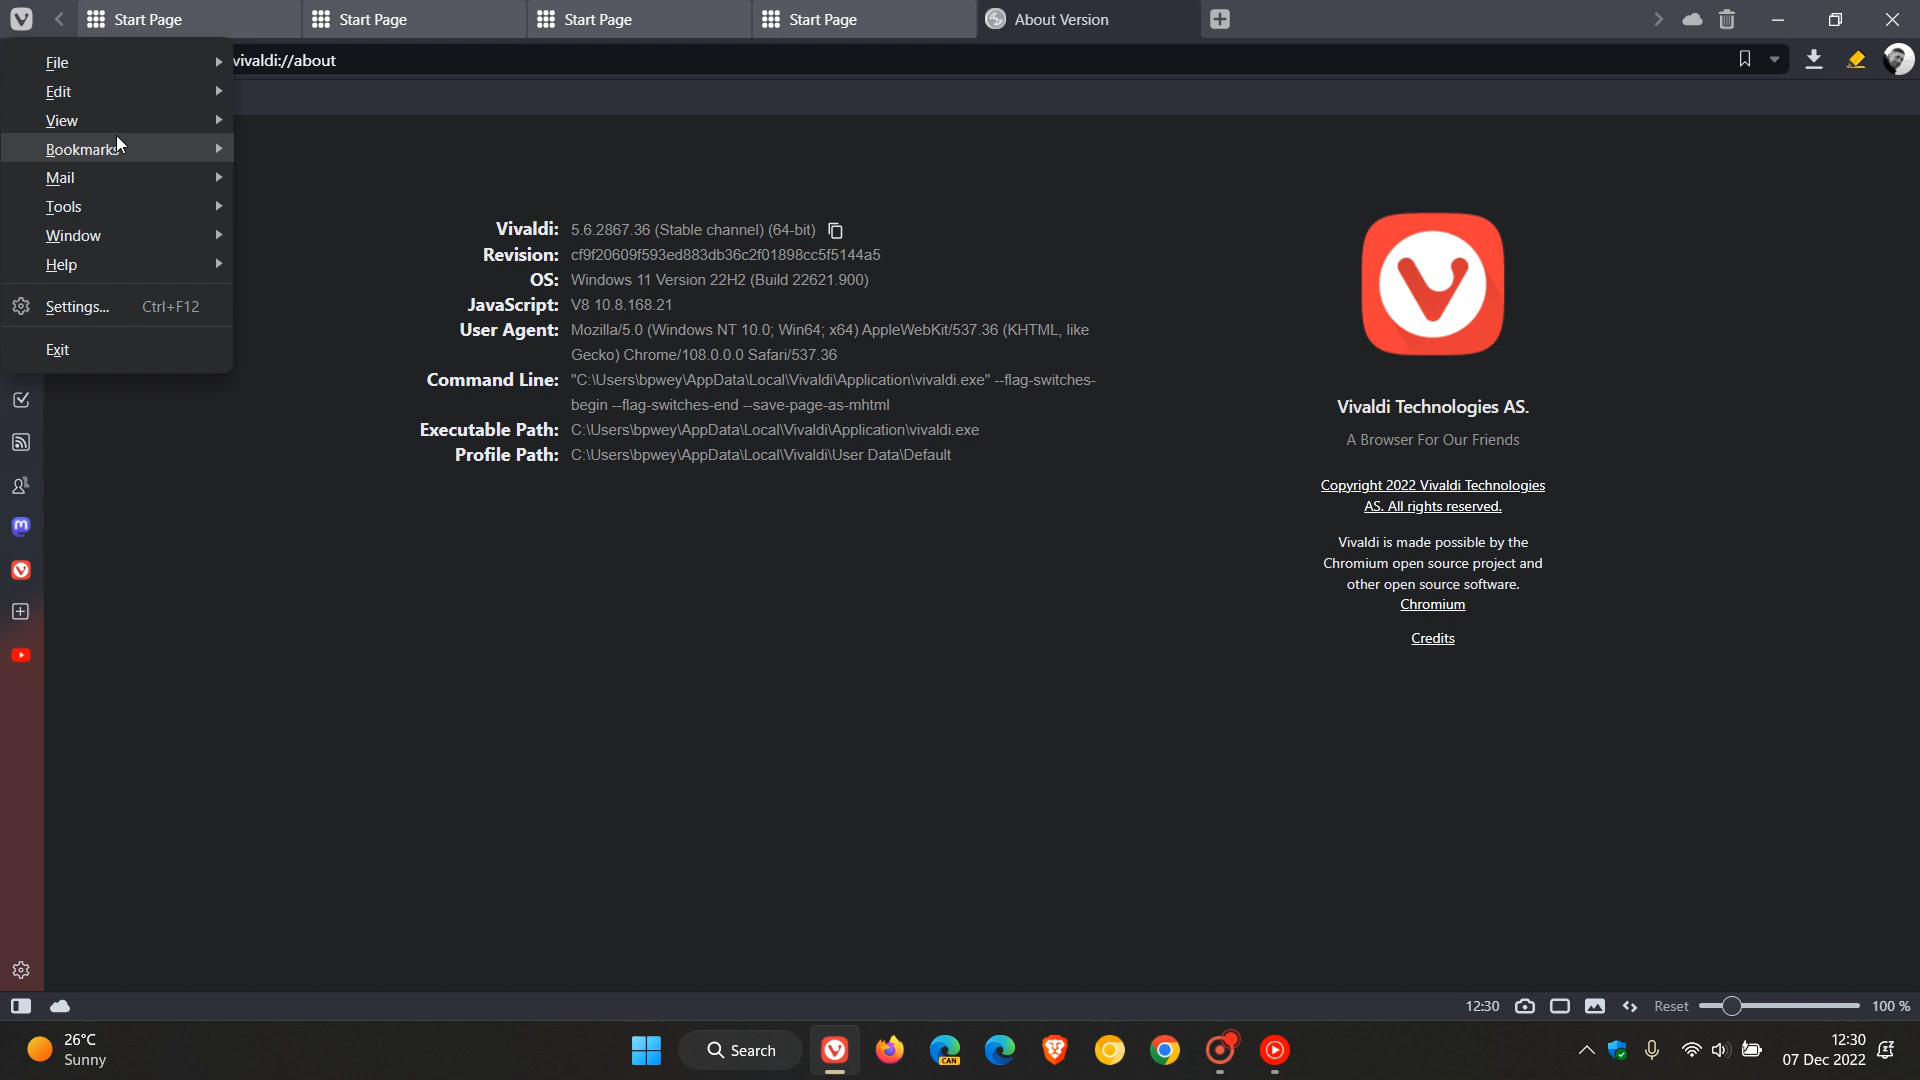 Start Page
Start Page
Start Page
Start Page
About Version
vivaldi://about
File
Edit
View
Bookmarks
Mail
Tools
Window
Help
Settings... Ctrl+F12
Exit
Vivaldi: 5.6.2867.36 (Stable channel) (64-bit)
Revision: cf9f20609f593ed883db36c2f01898cc5f5144a5
OS: Windows 11 Version 22H2 (Build 22621.900)
JavaScript: V8 10.8.168.21
User Agent: Mozilla/5.0 (Windows NT 10.0; Win64; x64) AppleWebKit/537.36 (KHTML, like
Gecko) Chrome/108.0.0.0 Safari/537.36
Command Line: "C:\Users\bpwey\AppData\Local\Vivaldi\Application\vivaldi.exe" --flag-switches-
begin --flag-switches-end --save-page-as-mhtml
Executable Path: C:\Users\bpwey\AppData\Local\Vivaldi\Application\vivaldi.exe
Profile Path: C:\Users\bpwey\AppData\Local\Vivaldi\User Data\Default
Vivaldi Technologies AS.
A Browser For Our Friends
Copyright 2022 Vivaldi Technologies
AS. All rights reserved.
Vivaldi is made possible by the
Chromium open source project and
other open source software.
Chromium
Credits
12:30 Reset 100 %
26°C
Sunny
Search
CAN
12:30
07 Dec 2022